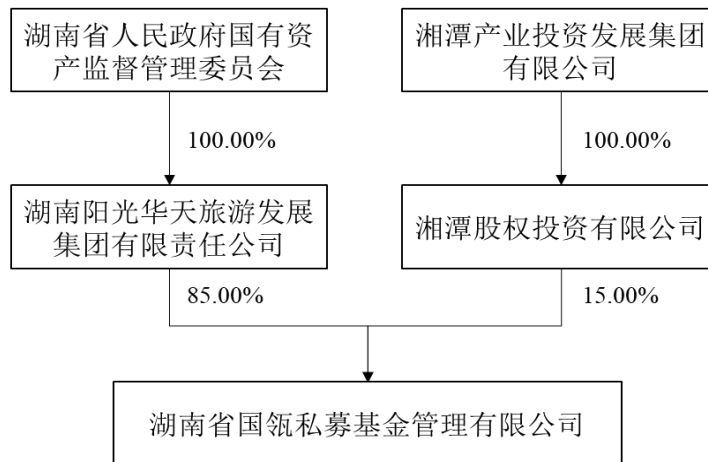 湖南省人民政府国有资
产监督管理委员会
湘潭产业投资发展集团
有限公司
100.00%
100.00%
湖南阳光华天旅游发展
集团有限责任公司
湘潭股权投资有限公司
85.00%
15.00%
湖南省国瓴私募基金管理有限公司